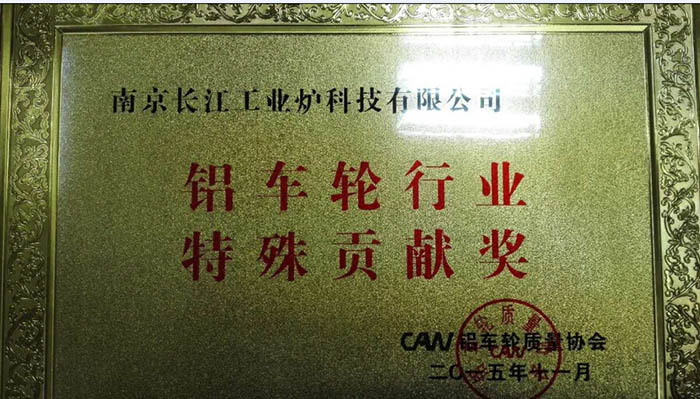 南京长江工业炉科技有限公司
铝车轮行业
特殊贡献奖
CAW 铝车轮质量协会
二〇一五年十一月